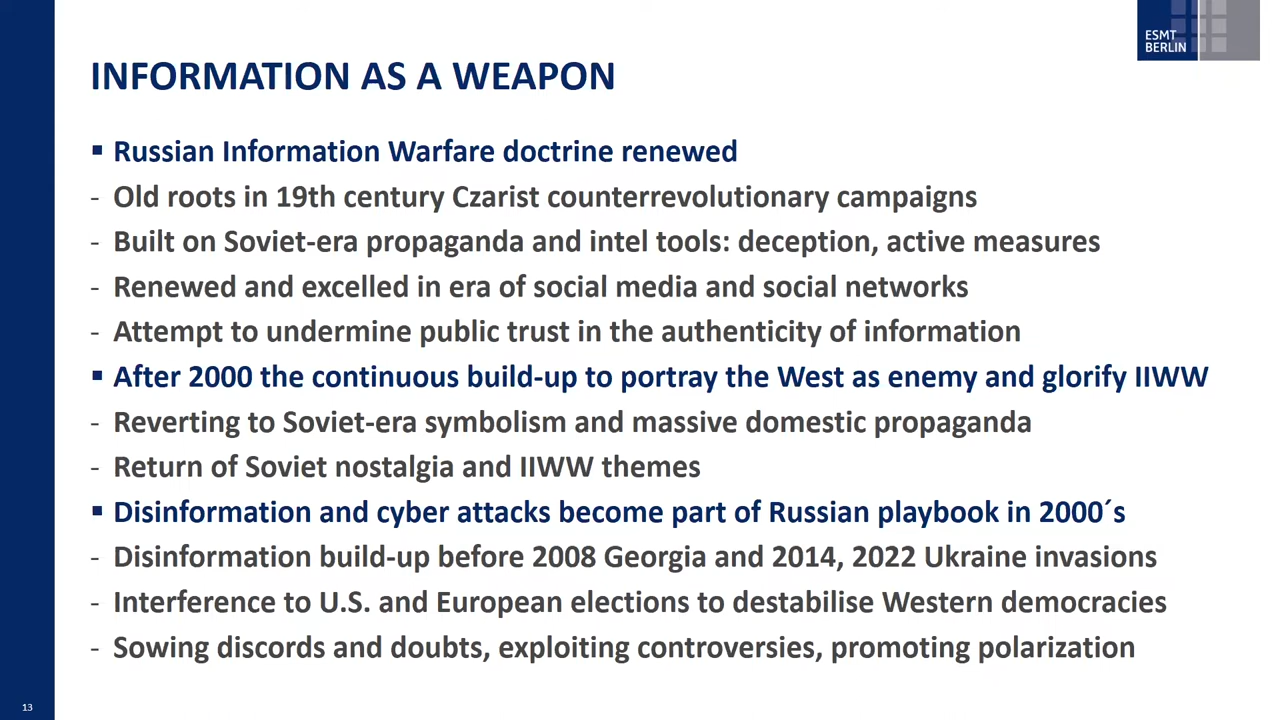 ESMT
BERLIN
INFORMATION AS A WEAPON
▪ Russian Information Warfare doctrine renewed
- Old roots in 19th century Czarist counterrevolutionary campaigns
- Built on Soviet-era propaganda and intel tools: deception, active measures
- Renewed and excelled in era of social media and social networks
- Attempt to undermine public trust in the authenticity of information
▪ After 2000 the continuous build-up to portray the West as enemy and glorify IIWW
- Reverting to Soviet-era symbolism and massive domestic propaganda
- Return of Soviet nostalgia and IIWW themes
▪ Disinformation and cyber attacks become part of Russian playbook in 2000´s
- Disinformation build-up before 2008 Georgia and 2014, 2022 Ukraine invasions
- Interference to U.S. and European elections to destabilise Western democracies
- Sowing discords and doubts, exploiting controversies, promoting polarization
13